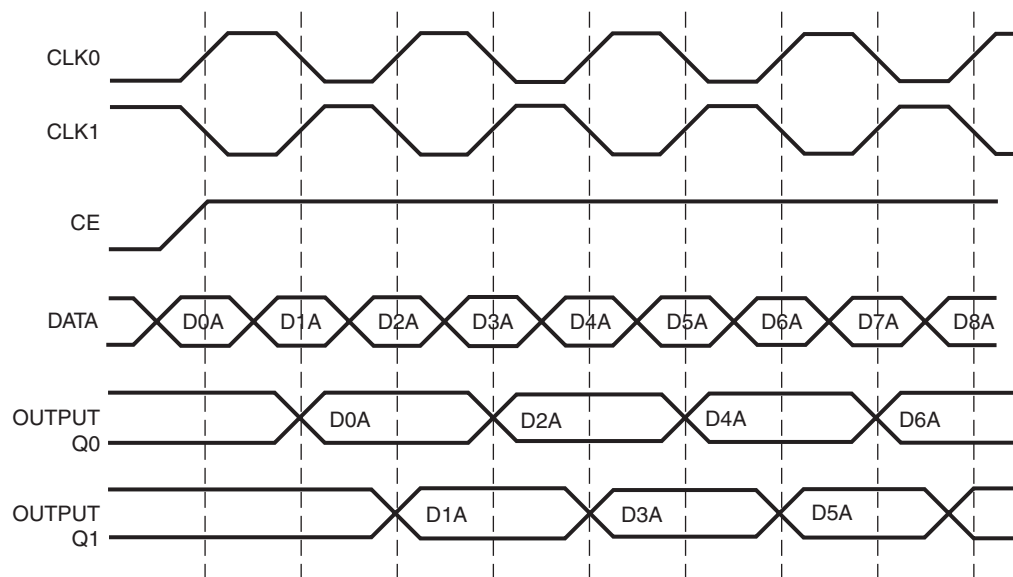 CLK0
CLK1
CE
DATA D0A D1A D2A D3A D4A D5A D6A D7A D8A
OUTPUT
Q0
D0A D2A D4A D6A
OUTPUT
Q1
D1A D3A D5A